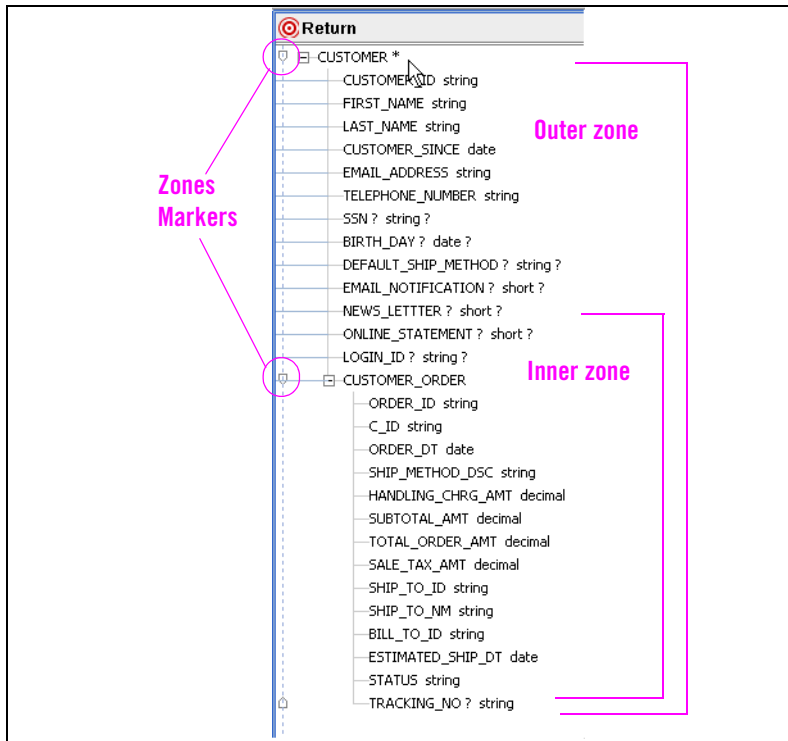 Return
CUSTOMER *
CUSTOMER_ID string
FIRST_NAME string
LAST_NAME string
Outer zone
CUSTOMER_SINCE date
EMAIL_ADDRESS string
Zones
Markers
TELEPHONE_NUMBER string
SSN ? string ?
BIRTH_DAY ? date ?
DEFAULT_SHIP_METHOD ? string ?
EMAIL_NOTIFICATION ? short ?
NEWS_LETTTER ? short ?
ONLINE_STATEMENT ? short ?
LOGIN_ID ? string ?
Inner zone
CUSTOMER_ORDER
ORDER_ID string
C_ID string
ORDER_DT date
SHIP_METHOD_DSC string
HANDLING_CHRG_AMT decimal
SUBTOTAL_AMT decimal
TOTAL_ORDER_AMT decimal
SALE_TAX_AMT decimal
SHIP_TO_ID string
SHIP_TO_NM string
BILL_TO_ID string
ESTIMATED_SHIP_DT date
STATUS string
TRACKING_NO ? string